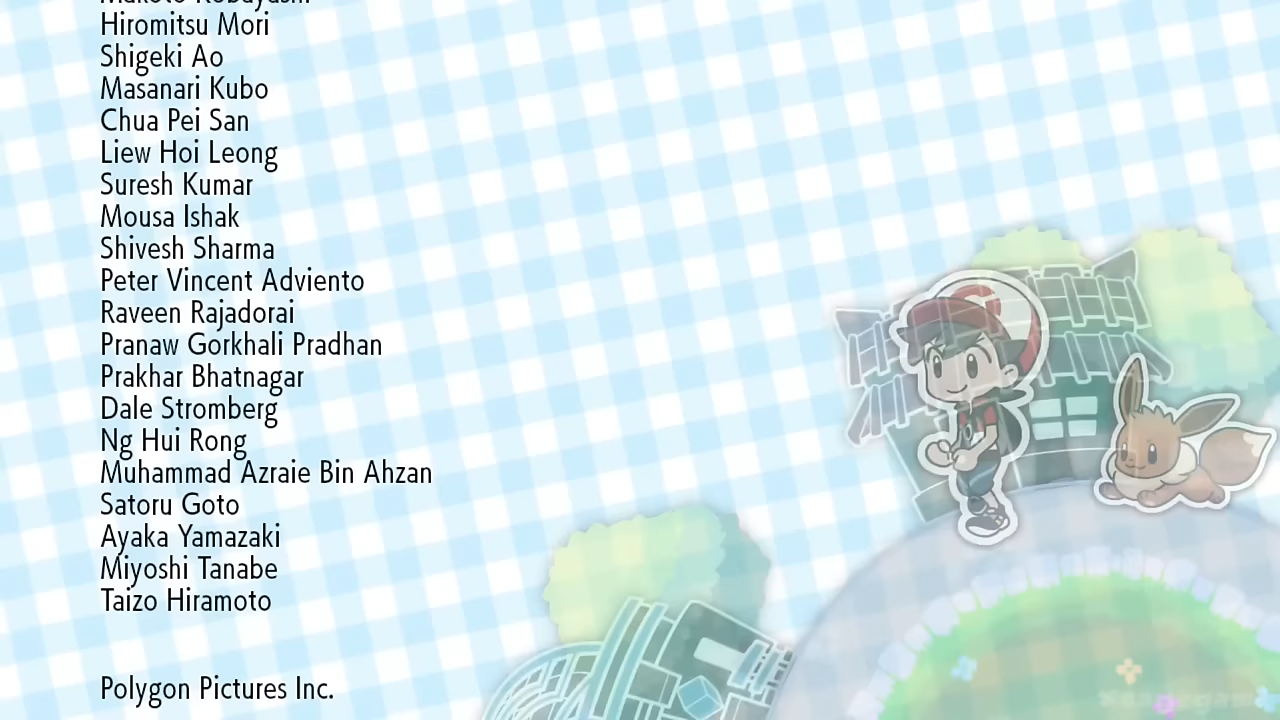 Makoto Kobayashi
Hiromitsu Mori
Shigeki Ao
Masanari Kubo
Chua Pei San
Liew Hoi Leong
Suresh Kumar
Mousa Ishak
Shivesh Sharma
Peter Vincent Adviento
Raveen Rajadorai
Pranaw Gorkhali Pradhan
Prakhar Bhatnagar
Dale Stromberg
Ng Hui Rong
Muhammad Azraie Bin Ahzan
Satoru Goto
Ayaka Yamazaki
Miyoshi Tanabe
Taizo Hiramoto
Polygon Pictures Inc.